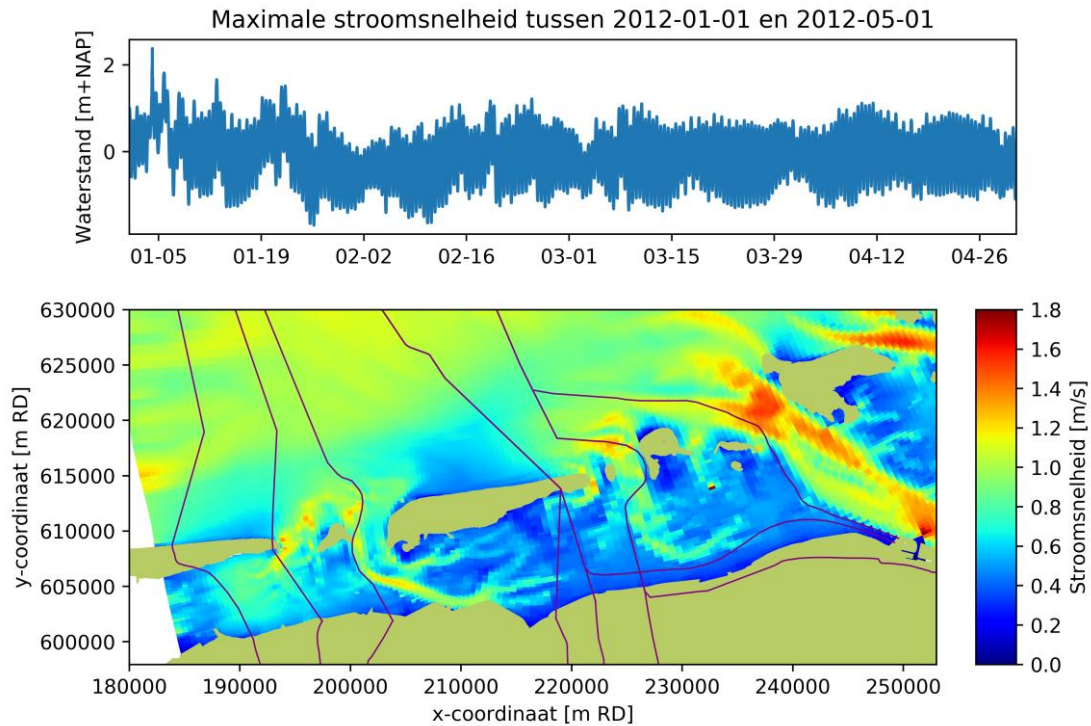 Maximale stroomsnelheid tussen 2012-01-01 en 2012-05-01
Waterstand [m+NAP]
2
0
01-05 01-19 02-02 02-16 03-01 03-15 03-29 04-12 04-26
y-coordinaat [m RD]
630000
625000
620000
615000
610000
605000
600000
180000 190000 200000 210000 220000 230000 240000 250000
x-coordinaat [m RD]
1.8
1.6
1.4
1.2
1.0
0.8
0.6
0.4
0.2
0.0
Stroomsnelheid [m/s]